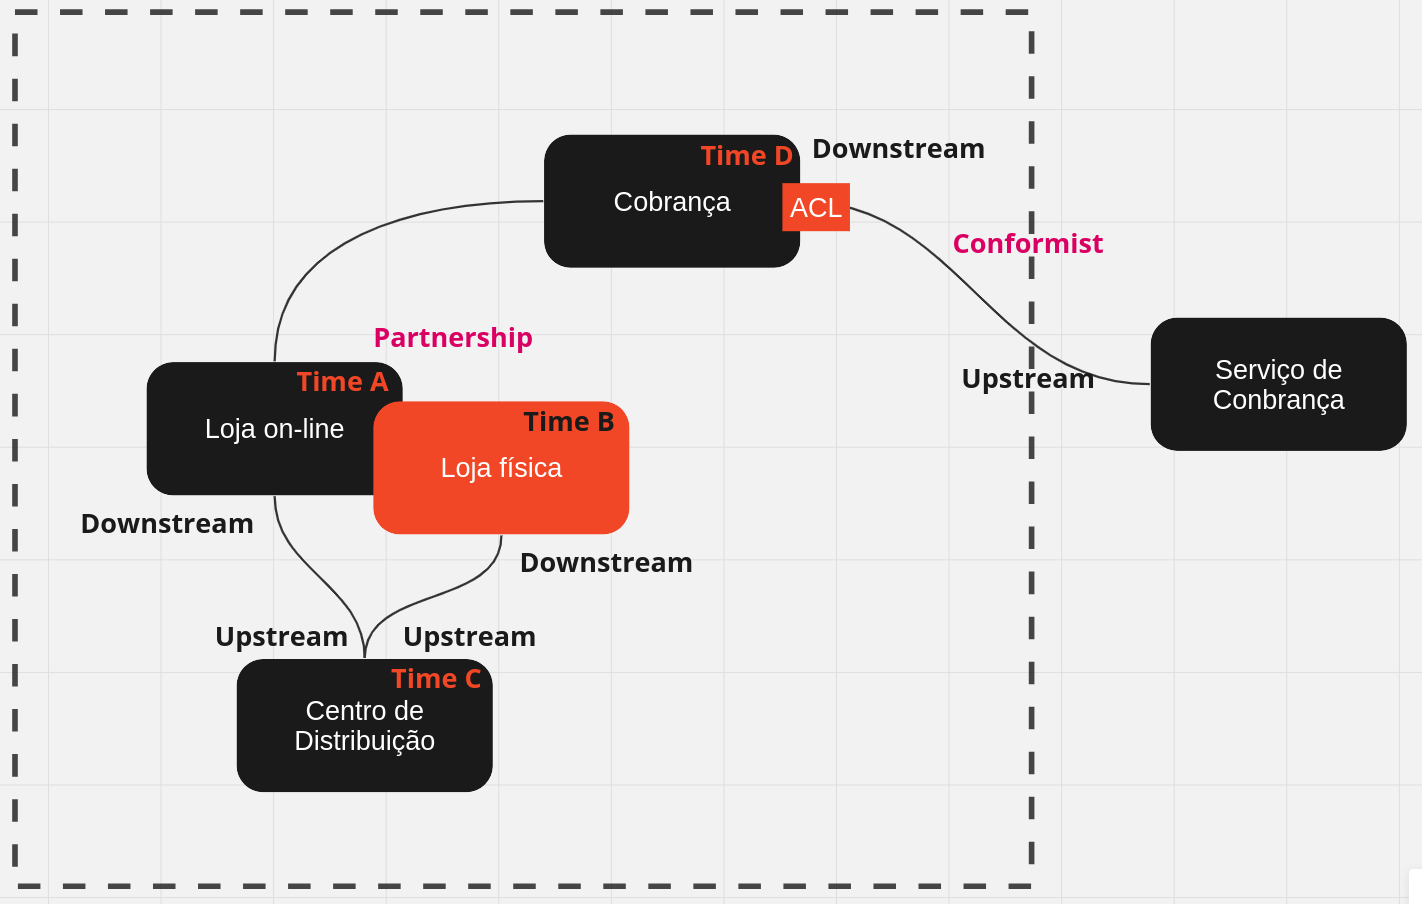 Time D
Downstream
Cobrança
ACL
Conformist
Partnership
Time A
Loja on-line
Time B
Loja física
Upstream
Serviço de
Conbrança
Downstream
Downstream
Upstream
Upstream
Time C
Centro de
Distribuição